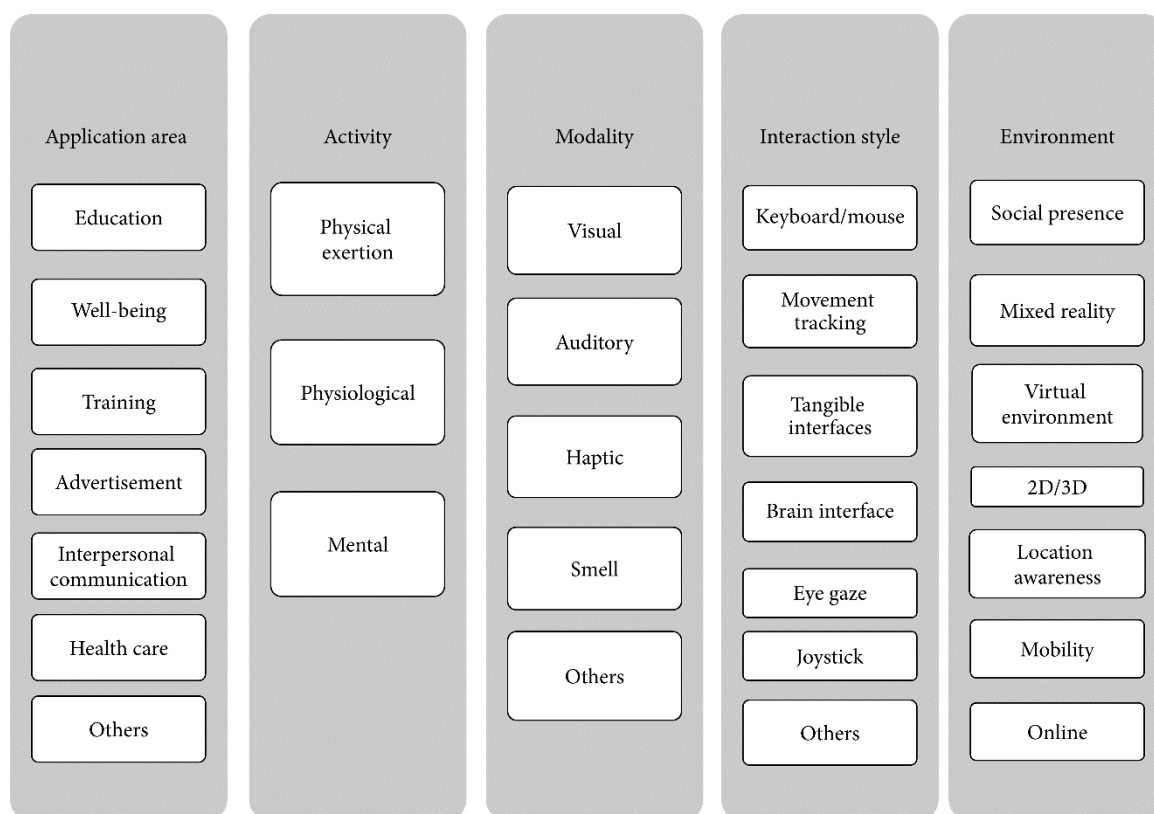 Application area
Education
Well-being
Training
Advertisement
Interpersonal
communication
Health care
Others
Activity
Physical
exertion
Physiological
Mental
Modality
Visual
Auditory
Haptic
Smell
Others
Interaction style
Keyboard/mouse
Movement
tracking
Tangible
interfaces
Brain interface
Eye gaze
Joystick
Others
Environment
Social presence
Mixed reality
Virtual
environment
2D/3D
Location
awareness
Mobility
Online